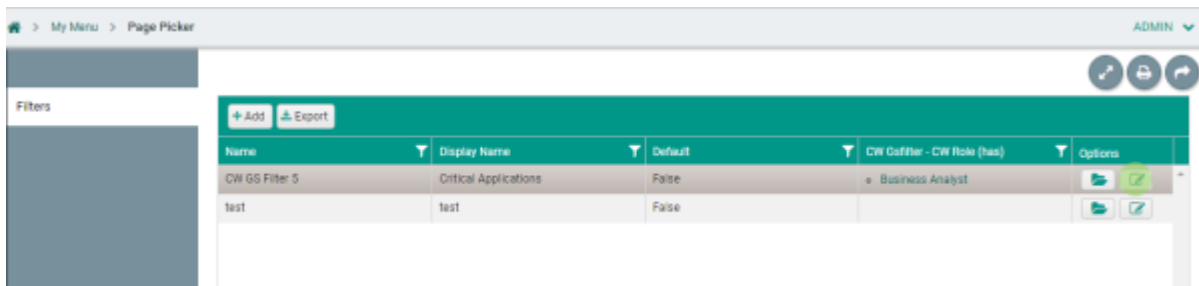 > My Menu > Page Picker
ADMIN
Filters
+ Add Export
Name Display Name Default CW Gsfilter - CW Role (has) Options
CW GS Filter 5 Critical Applications False Business Analyst
test test False